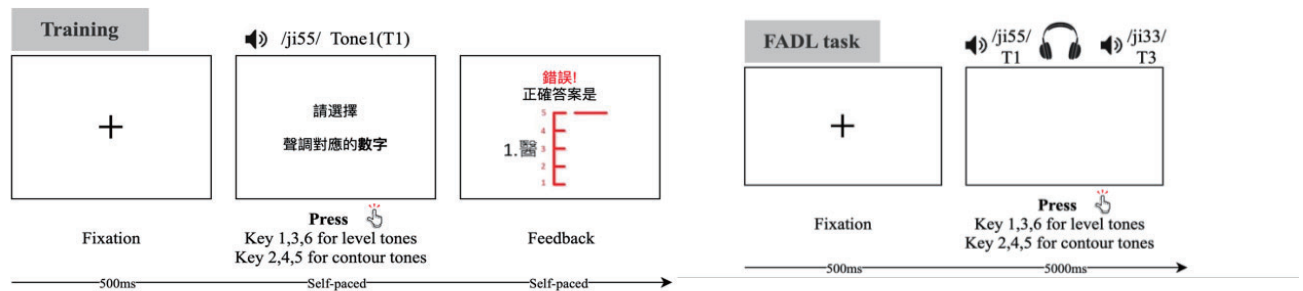 Training
/ji55/ Tone1(T1)
+
請選擇
聲調對應的數字
錯誤!
正確答案是
5
4
3
2
1
1.醫
Fixation
Press
Key 1,3,6 for level tones
Key 2,4,5 for contour tones
Feedback
500ms
Self-paced
Self-paced
FADL task
/ji55/
T1
/ji33/
T3
+
Fixation
Press
Key 1,3,6 for level tones
Key 2,4,5 for contour tones
500ms
5000ms